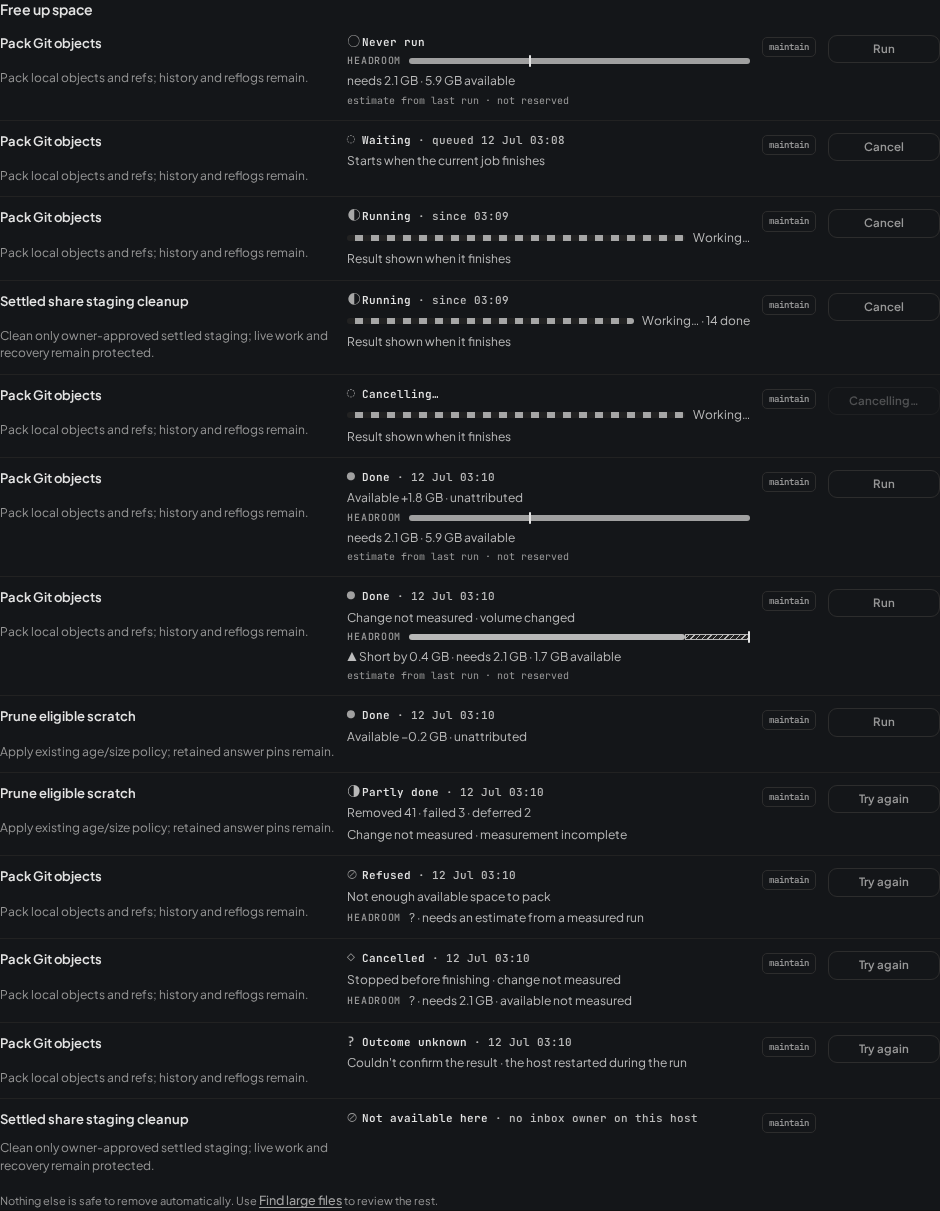 Free up space
Pack Git objects
Never run
maintain
Run
HEADROOM
Pack local objects and refs; history and reflogs remain.
needs 2.1 GB · 5.9 GB available
estimate from last run · not reserved
Pack Git objects
Waiting · queued 12 Jul 03:08
maintain
Cancel
Starts when the current job finishes
Pack local objects and refs; history and reflogs remain.
Pack Git objects
Running · since 03:09
maintain
Cancel
Working…
Pack local objects and refs; history and reflogs remain.
Result shown when it finishes
Settled share staging cleanup
Running · since 03:09
maintain
Cancel
Working… · 14 done
Clean only owner-approved settled staging; live work and
recovery remain protected.
Result shown when it finishes
Pack Git objects
Cancelling…
maintain
Cancelling…
Working…
Pack local objects and refs; history and reflogs remain.
Result shown when it finishes
Pack Git objects
Done · 12 Jul 03:10
maintain
Run
Available +1.8 GB · unattributed
Pack local objects and refs; history and reflogs remain.
HEADROOM
needs 2.1 GB · 5.9 GB available
estimate from last run · not reserved
Pack Git objects
Done · 12 Jul 03:10
maintain
Run
Change not measured · volume changed
Pack local objects and refs; history and reflogs remain.
HEADROOM
▲ Short by 0.4 GB · needs 2.1 GB · 1.7 GB available
estimate from last run · not reserved
Prune eligible scratch
Done · 12 Jul 03:10
maintain
Run
Available −0.2 GB · unattributed
Apply existing age/size policy; retained answer pins remain.
Prune eligible scratch
Partly done · 12 Jul 03:10
maintain
Try again
Removed 41 · failed 3 · deferred 2
Apply existing age/size policy; retained answer pins remain.
Change not measured · measurement incomplete
Pack Git objects
Refused · 12 Jul 03:10
maintain
Try again
Not enough available space to pack
Pack local objects and refs; history and reflogs remain.
HEADROOM ? · needs an estimate from a measured run
Pack Git objects
Cancelled · 12 Jul 03:10
maintain
Try again
Stopped before finishing · change not measured
Pack local objects and refs; history and reflogs remain.
HEADROOM ? · needs 2.1 GB · available not measured
Pack Git objects
? Outcome unknown · 12 Jul 03:10
maintain
Try again
Couldn't confirm the result · the host restarted during the run
Pack local objects and refs; history and reflogs remain.
Settled share staging cleanup
Not available here · no inbox owner on this host
maintain
Clean only owner-approved settled staging; live work and
recovery remain protected.
Nothing else is safe to remove automatically. Use Find large files to review the rest.